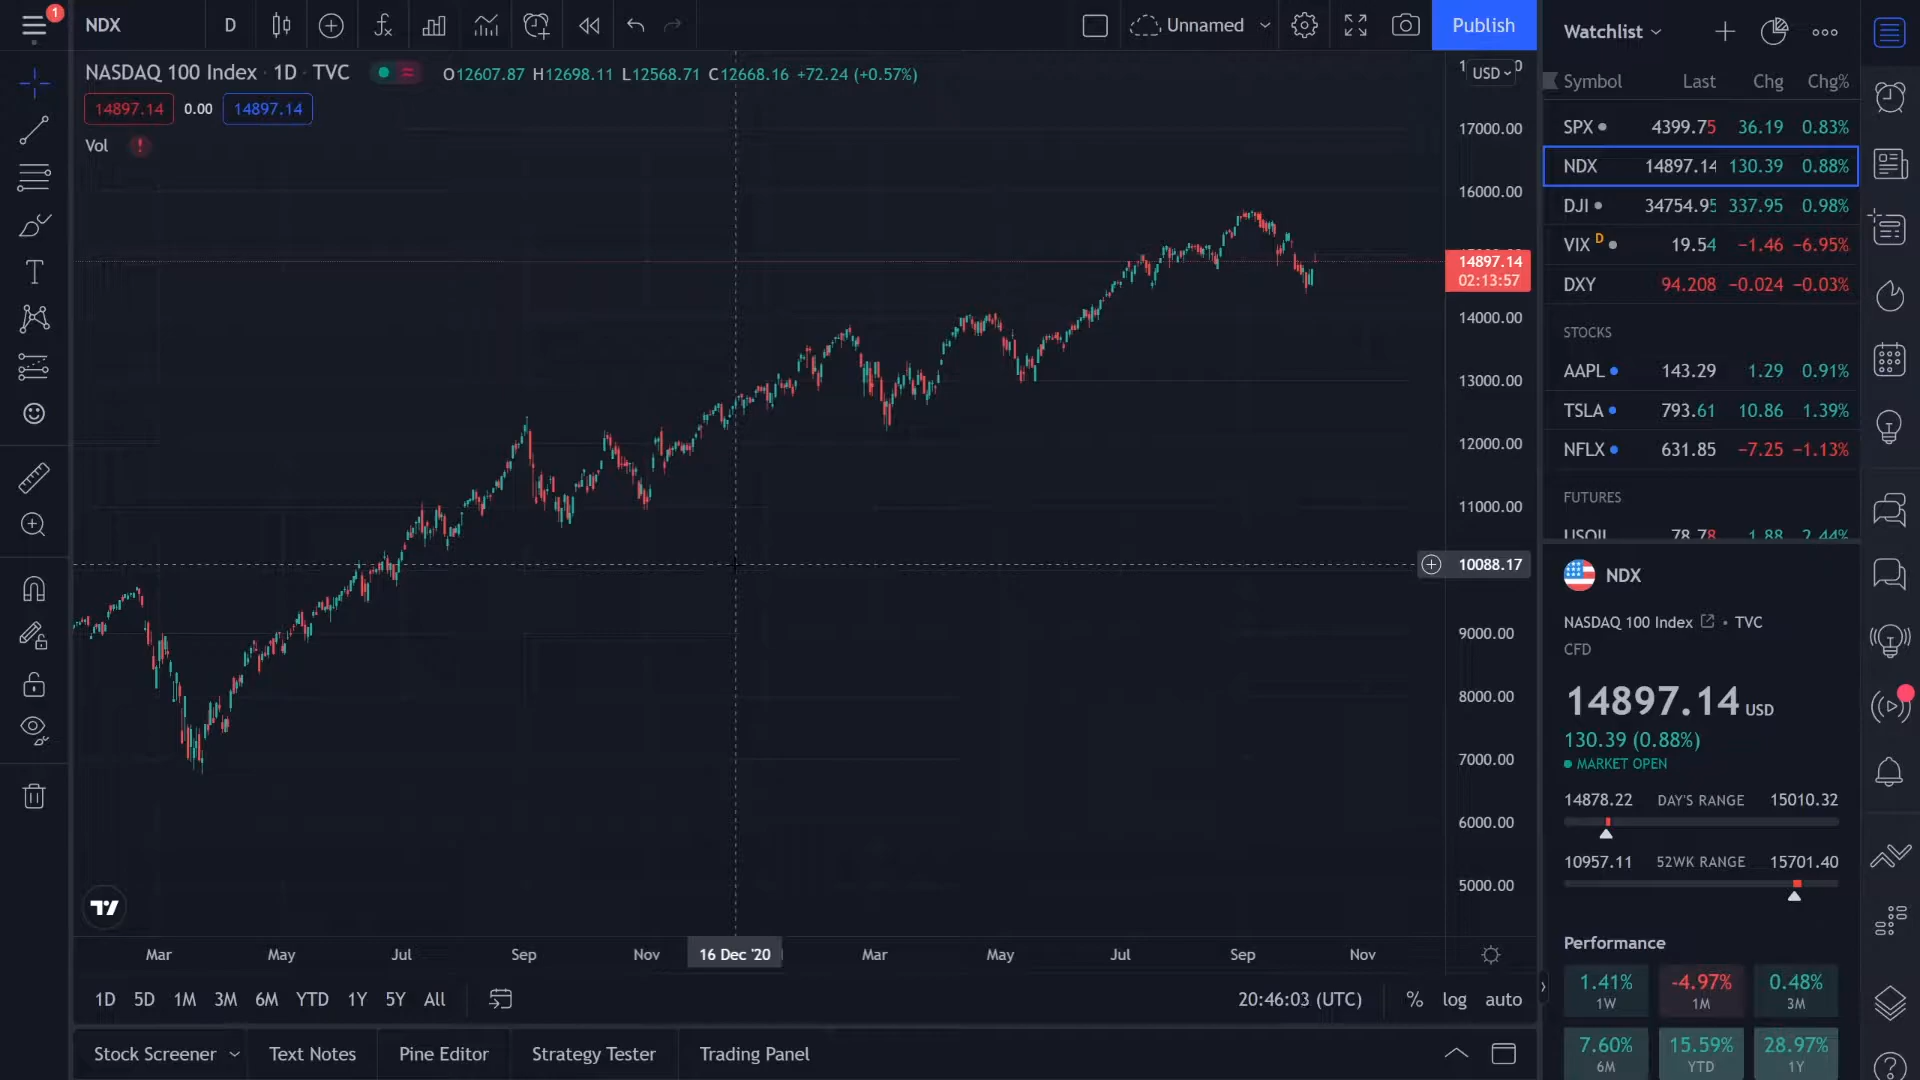 1
NDX
D
Unnamed
Publish
NASDAQ 100 Index · 1D · TVC
O12607.87 H12698.11 L12568.71 C12668.16 +72.24 (+0.57%)
14897.14 0.00 14897.14
Vol !
USD
17000.00
16000.00
14897.14
02:13:57
14000.00
13000.00
12000.00
11000.00
10088.17
9000.00
8000.00
7000.00
6000.00
5000.00
Mar May Jul Sep Nov 16 Dec '20 Mar May Jul Sep Nov
1D 5D 1M 3M 6M YTD 1Y 5Y All
20:46:03 (UTC) % log auto
Stock Screener Text Notes Pine Editor Strategy Tester Trading Panel
Watchlist
Symbol Last Chg Chg%
SPX 4399.75 36.19 0.83%
NDX 14897.14 130.39 0.88%
DJI 34754.95 337.95 0.98%
VIX D 19.54 −1.46 −6.95%
DXY 94.208 −0.024 −0.03%
STOCKS
AAPL 143.29 1.29 0.91%
TSLA 793.61 10.86 1.39%
NFLX 631.85 −7.25 −1.13%
FUTURES
USOIL 78.78 1.88 2.44%
NDX
NASDAQ 100 Index • TVC
CFD
14897.14 USD
130.39 (0.88%)
MARKET OPEN
14878.22 DAY'S RANGE 15010.32
10957.11 52WK RANGE 15701.40
Performance
1.41% -4.97% 0.48%
1W 1M 3M
7.60% 15.59% 28.97%
6M YTD 1Y